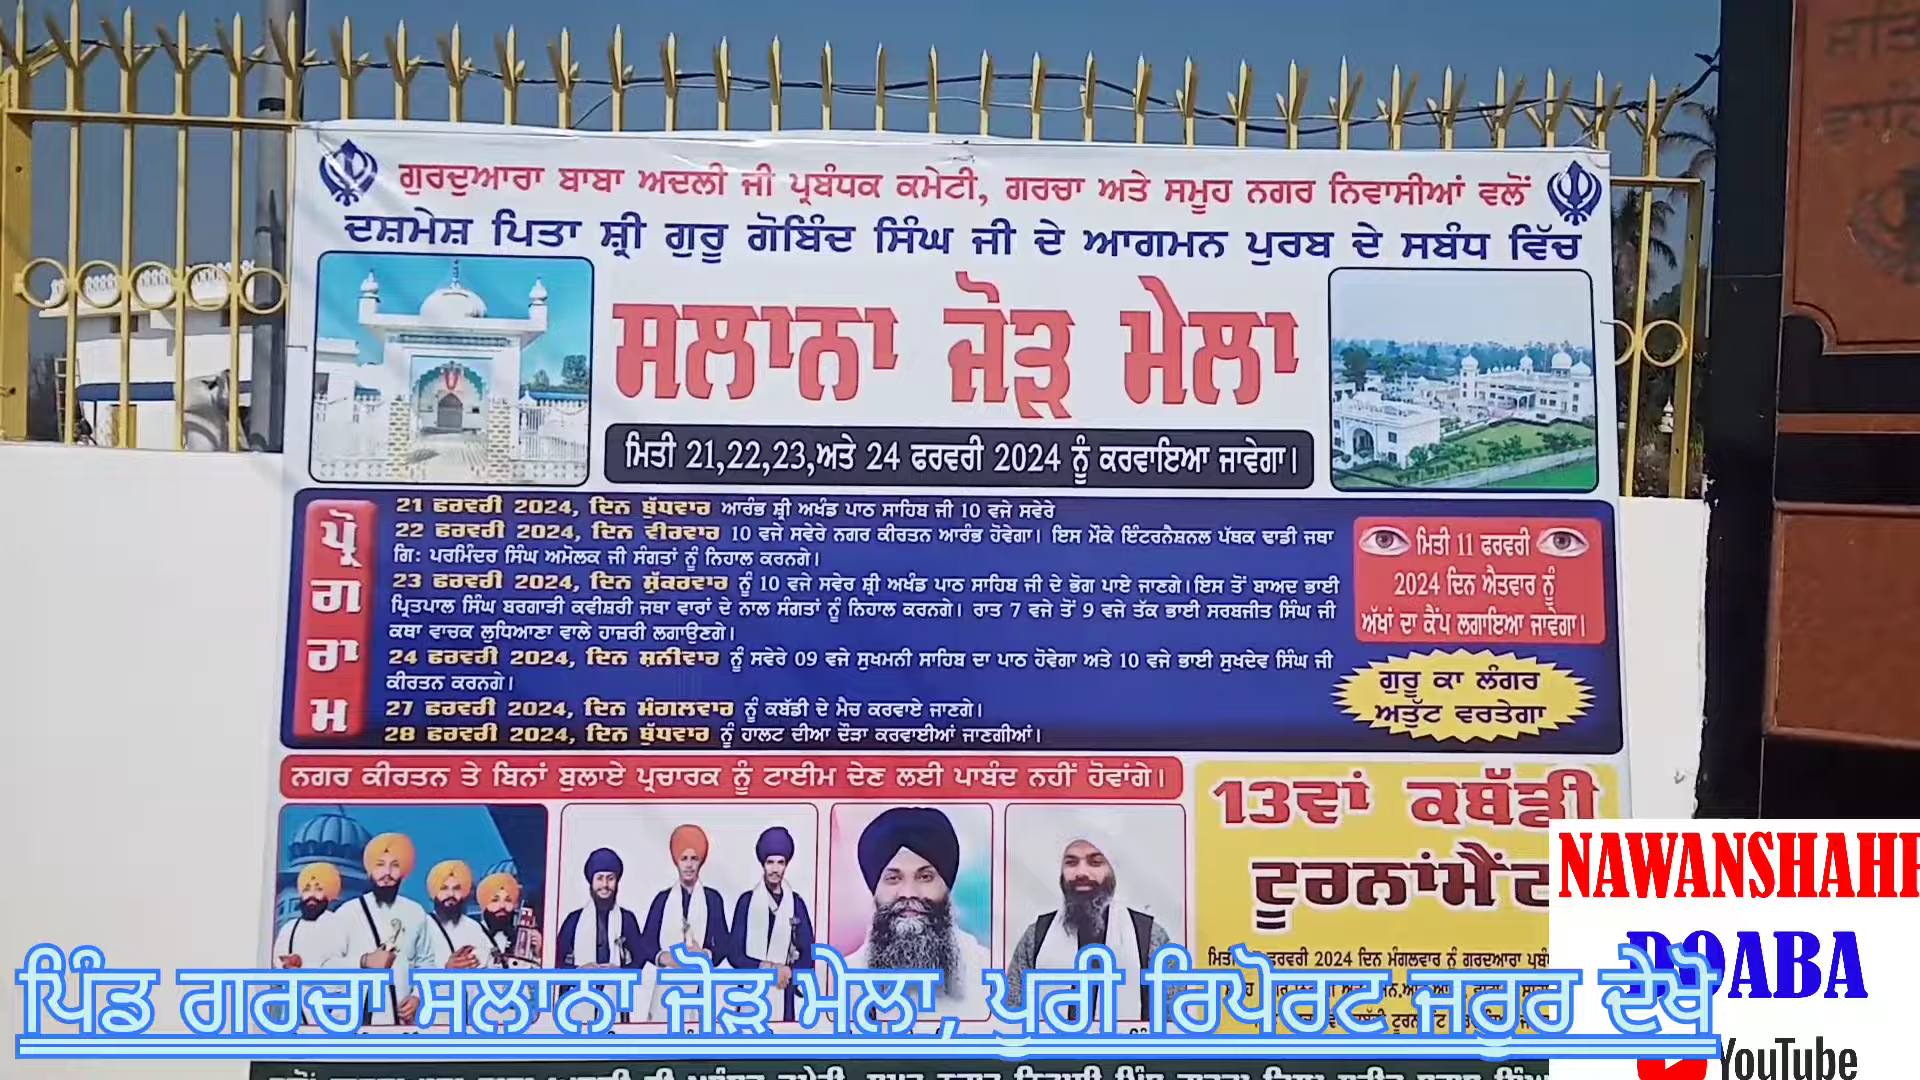 ਗੁਰਦੁਆਰਾ ਬਾਬਾ ਅਦਲੀ ਜੀ ਪ੍ਰਬੰਧਕ ਕਮੇਟੀ, ਗਰਚਾ ਅਤੇ ਸਮੂਹ ਨਗਰ ਨਿਵਾਸੀਆਂ ਵਲੋਂ
ਦਸ਼ਮੇਸ਼ ਪਿਤਾ ਸ਼੍ਰੀ ਗੁਰੂ ਗੋਬਿੰਦ ਸਿੰਘ ਜੀ ਦੇ ਆਗਮਨ ਪੁਰਬ ਦੇ ਸਬੰਧ ਵਿੱਚ
ਸਲਾਨਾ ਜੋੜ ਮੇਲਾ
ਮਿਤੀ 21,22,23,ਅਤੇ 24 ਫਰਵਰੀ 2024 ਨੂੰ ਕਰਵਾਇਆ ਜਾਵੇਗਾ।
ਪ੍ਰੋਗਰਾਮ
21 ਫਰਵਰੀ 2024, ਦਿਨ ਬੁੱਧਵਾਰ ਆਰੰਭ ਸ਼੍ਰੀ ਅਖੰਡ ਪਾਠ ਸਾਹਿਬ ਜੀ 10 ਵਜੇ ਸਵੇਰੇ
22 ਫਰਵਰੀ 2024, ਦਿਨ ਵੀਰਵਾਰ 10 ਵਜੇ ਸਵੇਰੇ ਨਗਰ ਕੀਰਤਨ ਆਰੰਭ ਹੋਵੇਗਾ। ਇਸ ਮੌਕੇ ਇੰਟਰਨੈਸ਼ਨਲ ਪੰਥਕ ਢਾਡੀ ਜਥਾ
ਗਿ: ਪਰਮਿੰਦਰ ਸਿੰਘ ਅਮੋਲਕ ਜੀ ਸੰਗਤਾਂ ਨੂੰ ਨਿਹਾਲ ਕਰਨਗੇ।
23 ਫਰਵਰੀ 2024, ਦਿਨ ਸ਼ੁੱਕਰਵਾਰ ਨੂੰ 10 ਵਜੇ ਸਵੇਰ ਸ਼੍ਰੀ ਅਖੰਡ ਪਾਠ ਸਾਹਿਬ ਜੀ ਦੇ ਭੋਗ ਪਾਏ ਜਾਣਗੇ। ਇਸ ਤੋਂ ਬਾਅਦ ਭਾਈ
ਪ੍ਰਿਤਪਾਲ ਸਿੰਘ ਬਰਗਾੜੀ ਕਵੀਸ਼ਰੀ ਜਥਾ ਵਾਰਾਂ ਦੇ ਨਾਲ ਸੰਗਤਾਂ ਨੂੰ ਨਿਹਾਲ ਕਰਨਗੇ। ਰਾਤ 7 ਵਜੇ ਤੋਂ 9 ਵਜੇ ਤੱਕ ਭਾਈ ਸਰਬਜੀਤ ਸਿੰਘ ਜੀ
ਕਥਾ ਵਾਚਕ ਲੁਧਿਆਣਾ ਵਾਲੇ ਹਾਜ਼ਰੀ ਲਗਾਉਣਗੇ।
24 ਫਰਵਰੀ 2024, ਦਿਨ ਸ਼ਨੀਵਾਰ ਨੂੰ ਸਵੇਰੇ 09 ਵਜੇ ਸੁਖਮਨੀ ਸਾਹਿਬ ਦਾ ਪਾਠ ਹੋਵੇਗਾ ਅਤੇ 10 ਵਜੇ ਭਾਈ ਸੁਖਦੇਵ ਸਿੰਘ ਜੀ
ਕੀਰਤਨ ਕਰਨਗੇ।
27 ਫਰਵਰੀ 2024, ਦਿਨ ਮੰਗਲਵਾਰ ਨੂੰ ਕਬੱਡੀ ਦੇ ਮੈਚ ਕਰਵਾਏ ਜਾਣਗੇ।
28 ਫਰਵਰੀ 2024, ਦਿਨ ਬੁੱਧਵਾਰ ਨੂੰ ਹਾਲਟ ਦੀਆ ਦੌੜਾ ਕਰਵਾਈਆਂ ਜਾਣਗੀਆਂ।
ਮਿਤੀ 11 ਫਰਵਰੀ
2024 ਦਿਨ ਐਤਵਾਰ ਨੂੰ
ਅੱਖਾਂ ਦਾ ਕੈਂਪ ਲਗਾਇਆ ਜਾਵੇਗਾ।
ਗੁਰੂ ਕਾ ਲੰਗਰ
ਅਤੁੱਟ ਵਰਤੇਗਾ
ਨਗਰ ਕੀਰਤਨ ਤੇ ਬਿਨਾਂ ਬੁਲਾਏ ਪ੍ਰਚਾਰਕ ਨੂੰ ਟਾਈਮ ਦੇਣ ਲਈ ਪਾਬੰਦ ਨਹੀਂ ਹੋਵਾਂਗੇ।
13ਵਾਂ ਕਬੱਡੀ
ਟੂਰਨਾਂਮੈਂਟ
ਫਰਵਰੀ 2024 ਦਿਨ ਮੰਗਲਵਾਰ ਨੂੰ ਗੁਰਦੁਆਰਾ
NAWANSHAHR
DOABA
YouTube
ਪਿੰਡ ਗਰਚਾ ਸਲਾਨਾ ਜੋੜ ਮੇਲਾ, ਪੁਰੀ ਰਿਪੋਰਟ ਜਰੂਰ ਦੇਖੋ